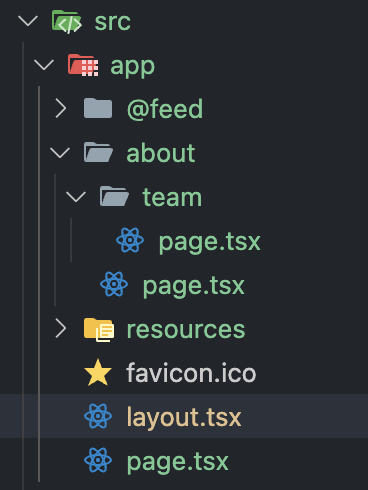 src
app
@feed
about
team
page.tsx
page.tsx
resources
favicon.ico
layout.tsx
page.tsx